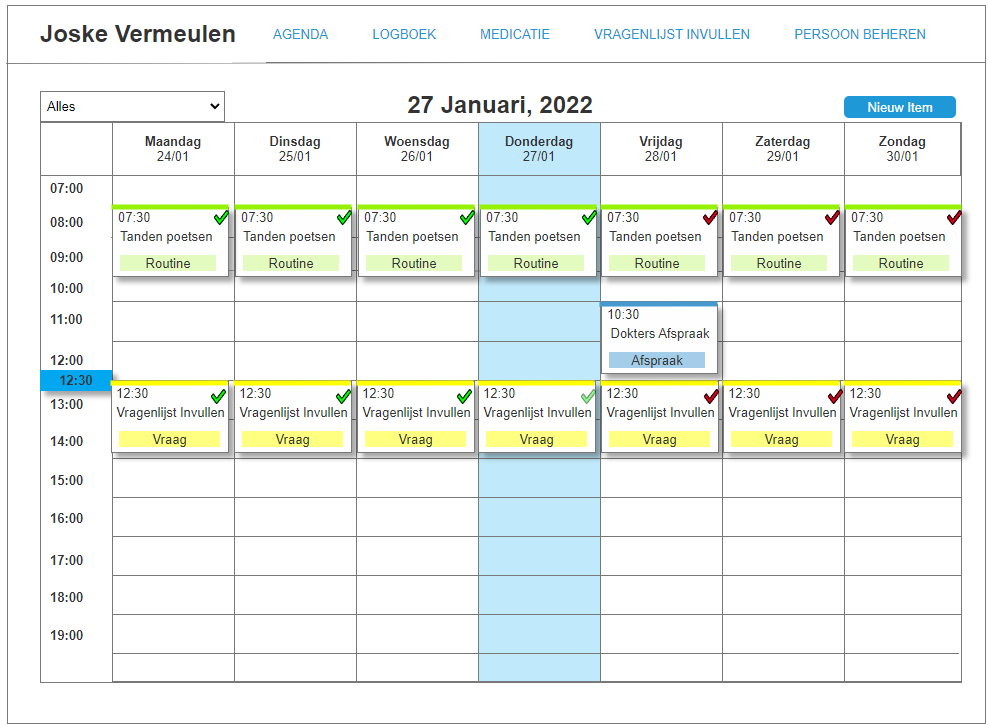 Joske Vermeulen AGENDA LOGBOEK MEDICATIE VRAGENLIJST INVULLEN PERSOON BEHEREN
Alles 27 Januari, 2022 Nieuw Item
Maandag Dinsdag Woensdag Donderdag Vrijdag Zaterdag Zondag
24/01 25/01 26/01 27/01 28/01 29/01 30/01
07:00
07:30 07:30 07:30 07:30 07:30 07:30 07:30
08:00
Tanden poetsen Tanden poetsen Tanden poetsen Tanden poetsen Tanden poetsen Tanden poetsen Tanden poetsen
09:00
Routine Routine Routine Routine Routine Routine Routine
10:00
10:30
11:00
Dokters Afspraak
12:00
Afspraak
12:30
12:30 12:30 12:30 12:30 12:30 12:30 12:30
13:00
Vragenlijst Invullen Vragenlijst Invullen Vragenlijst Invullen Vragenlijst Invullen Vragenlijst Invullen Vragenlijst Invullen Vragenlijst Invullen
14:00
Vraag Vraag Vraag Vraag Vraag Vraag Vraag
15:00
16:00
17:00
18:00
19:00